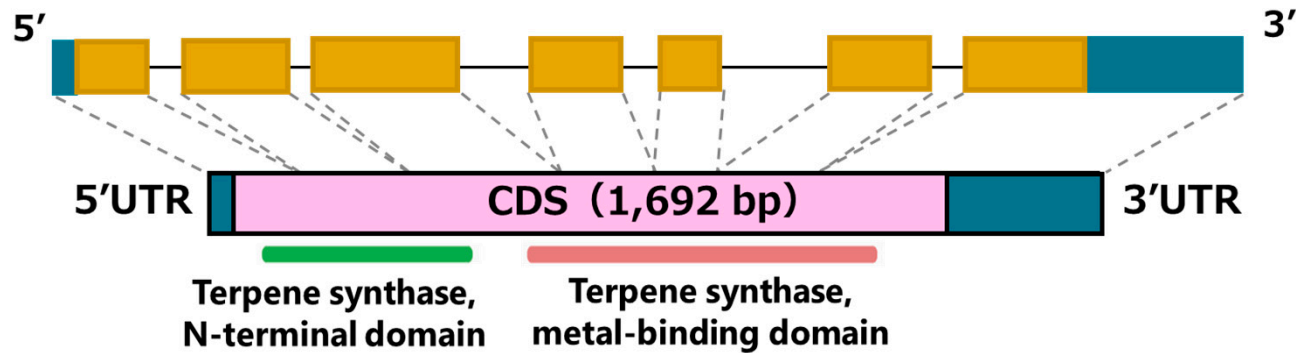 5′
3′
5′UTR
CDS (1,692 bp)
3′UTR
Terpene synthase,
N-terminal domain
Terpene synthase,
metal-binding domain